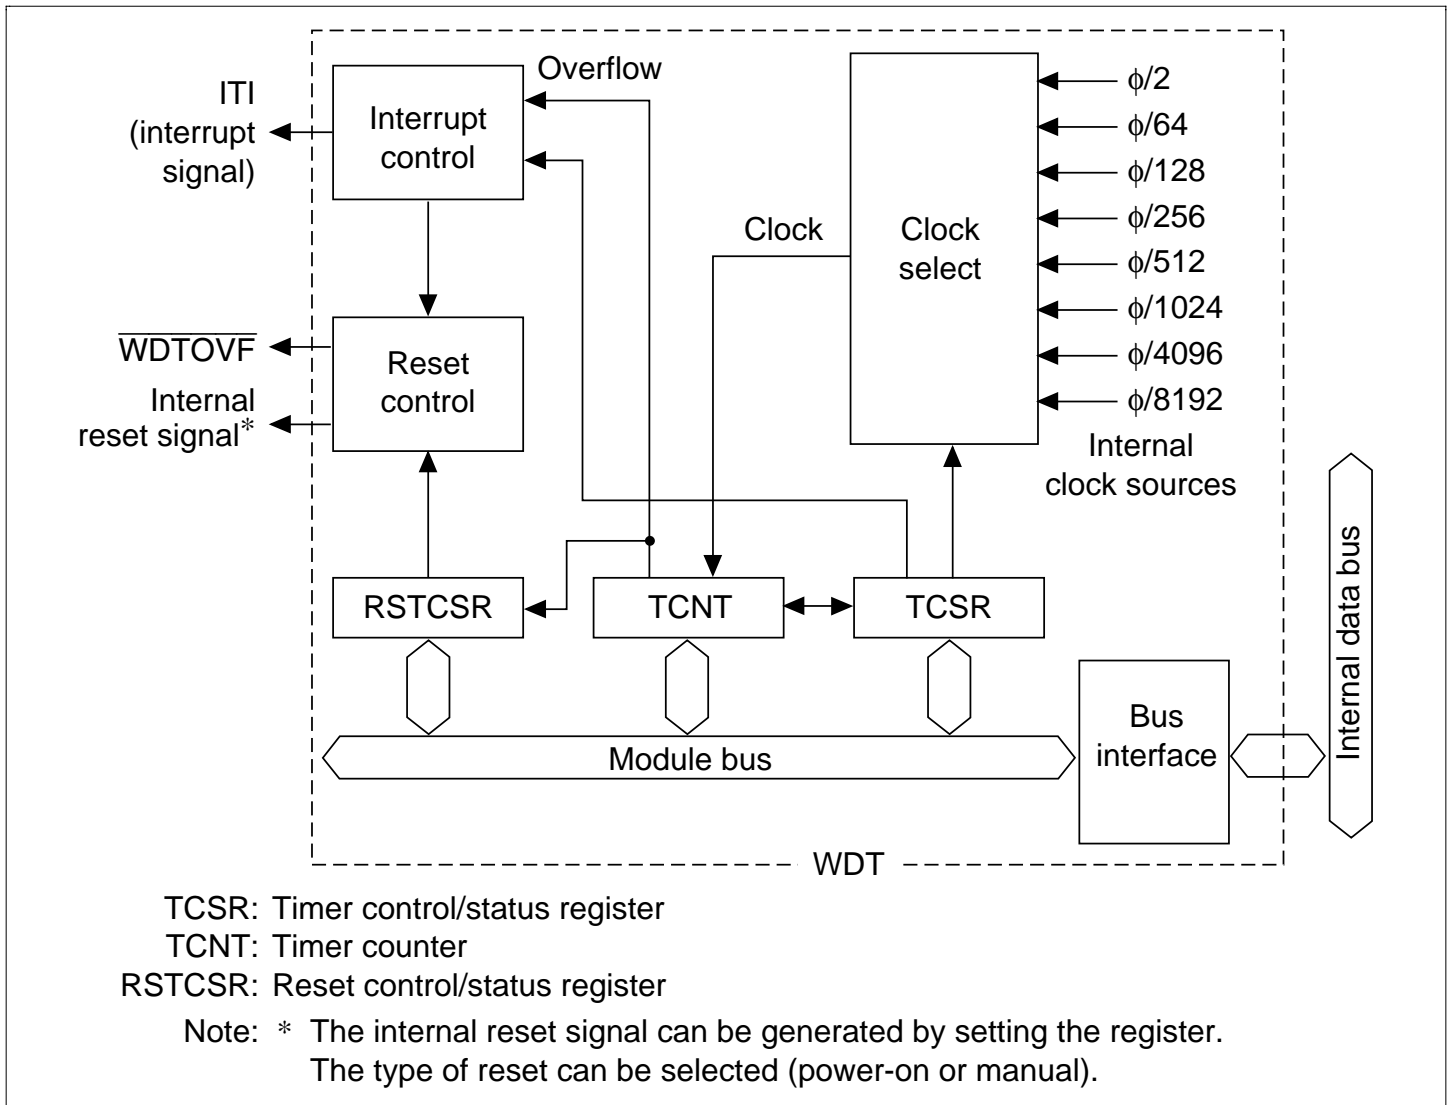 Overflow
ITI
(interrupt
signal)
Interrupt
control
Clock
Clock
select
ϕ/2
ϕ/64
ϕ/128
ϕ/256
ϕ/512
ϕ/1024
ϕ/4096
ϕ/8192
Internal
clock sources
W̅D̅T̅O̅V̅F̅
Internal
reset signal*
Reset
control
RSTCSR
TCNT
TCSR
Bus
interface
Module bus
Internal data bus
WDT
TCSR: Timer control/status register
TCNT: Timer counter
RSTCSR: Reset control/status register
Note: * The internal reset signal can be generated by setting the register.
The type of reset can be selected (power-on or manual).